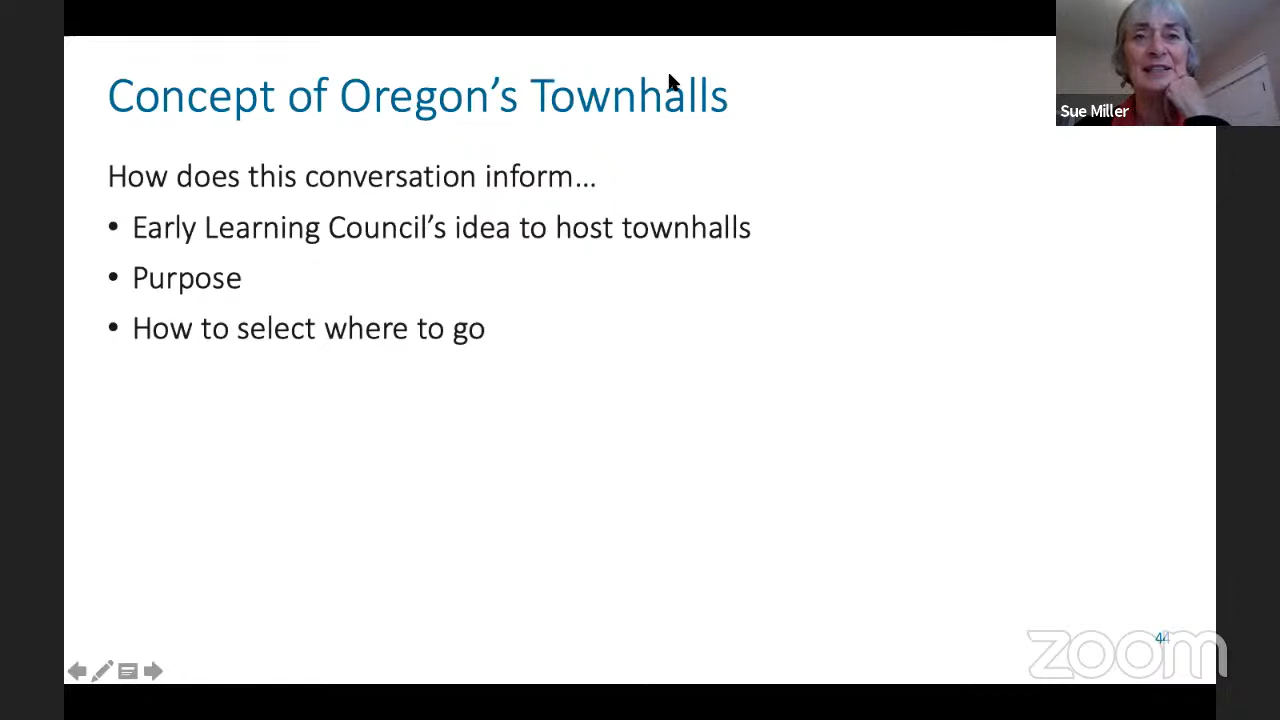 Concept of Oregon’s Townhalls
Sue Miller
How does this conversation inform…
• Early Learning Council’s idea to host townhalls
• Purpose
• How to select where to go
44
zoom